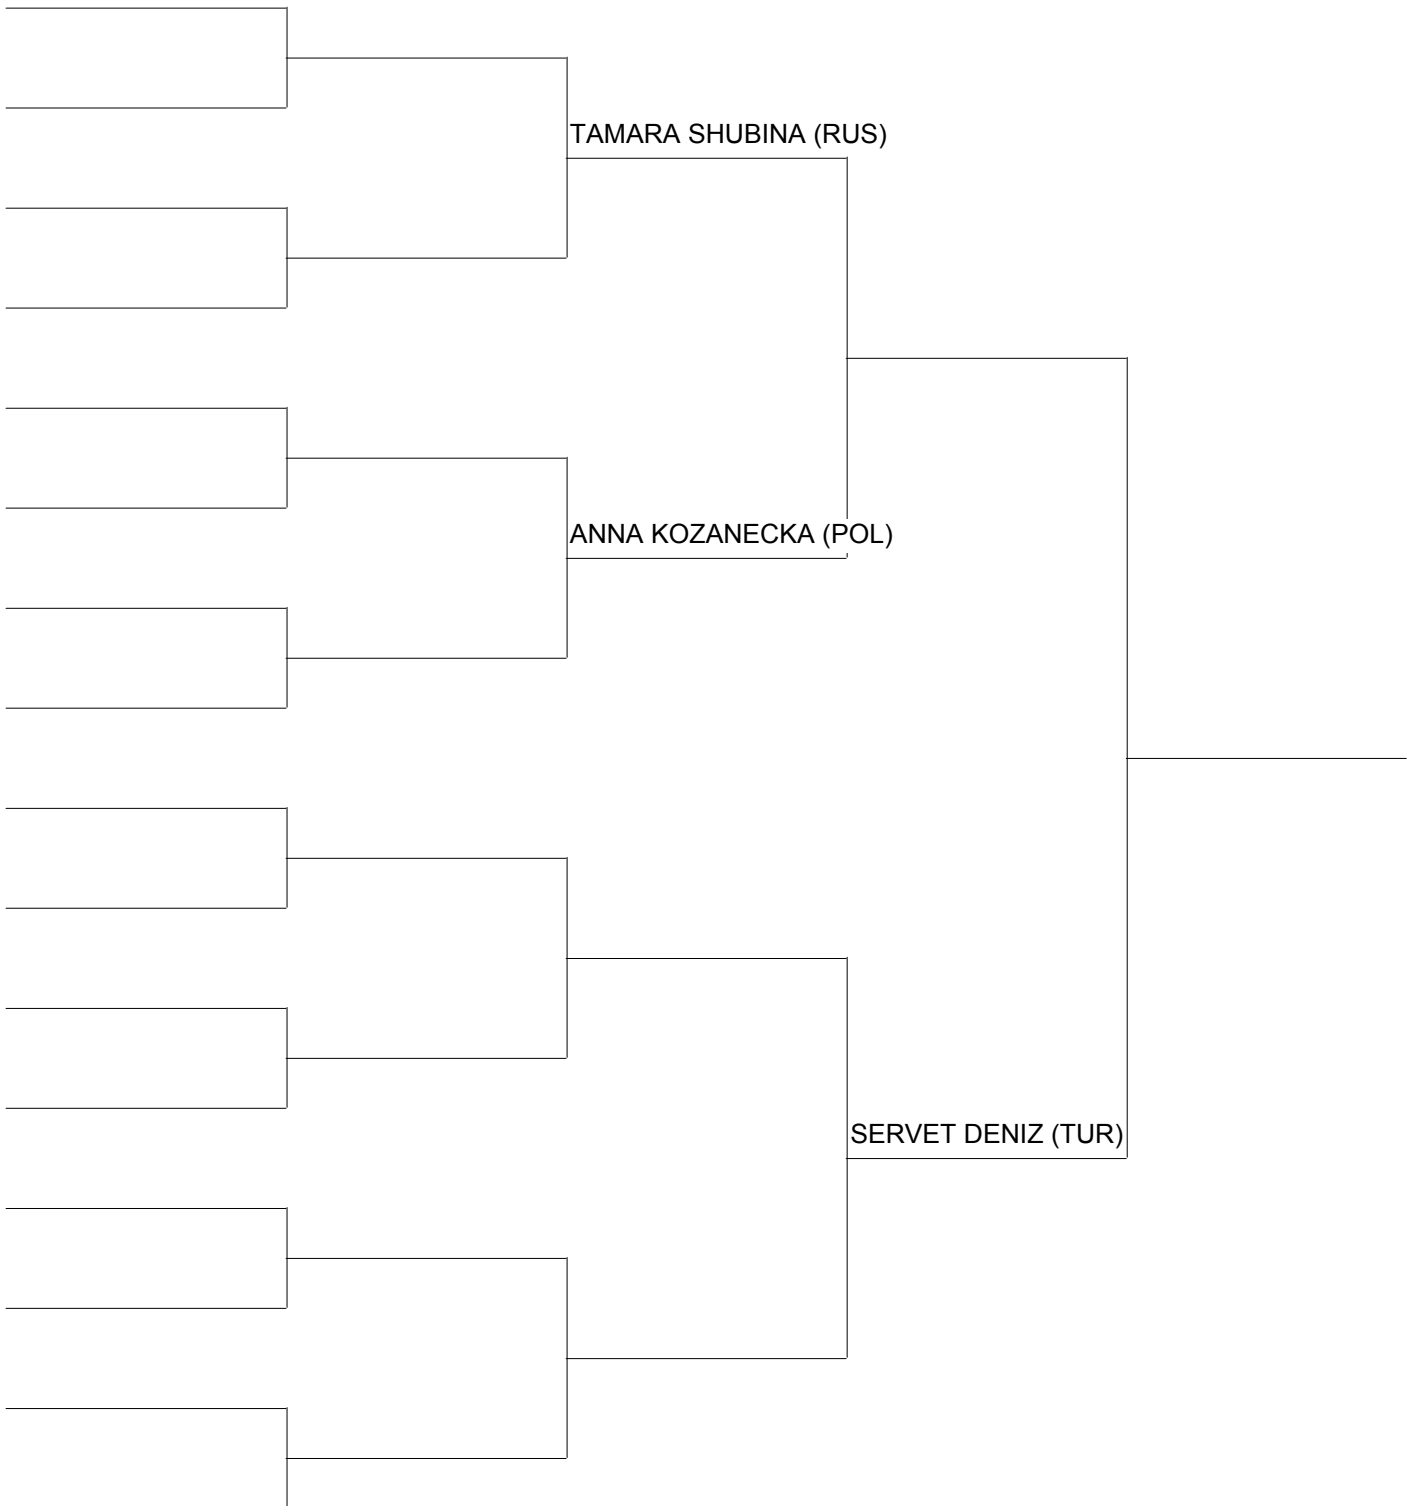 TAMARA SHUBINA (RUS)
ANNA KOZANECKA (POL)
SERVET DENIZ (TUR)